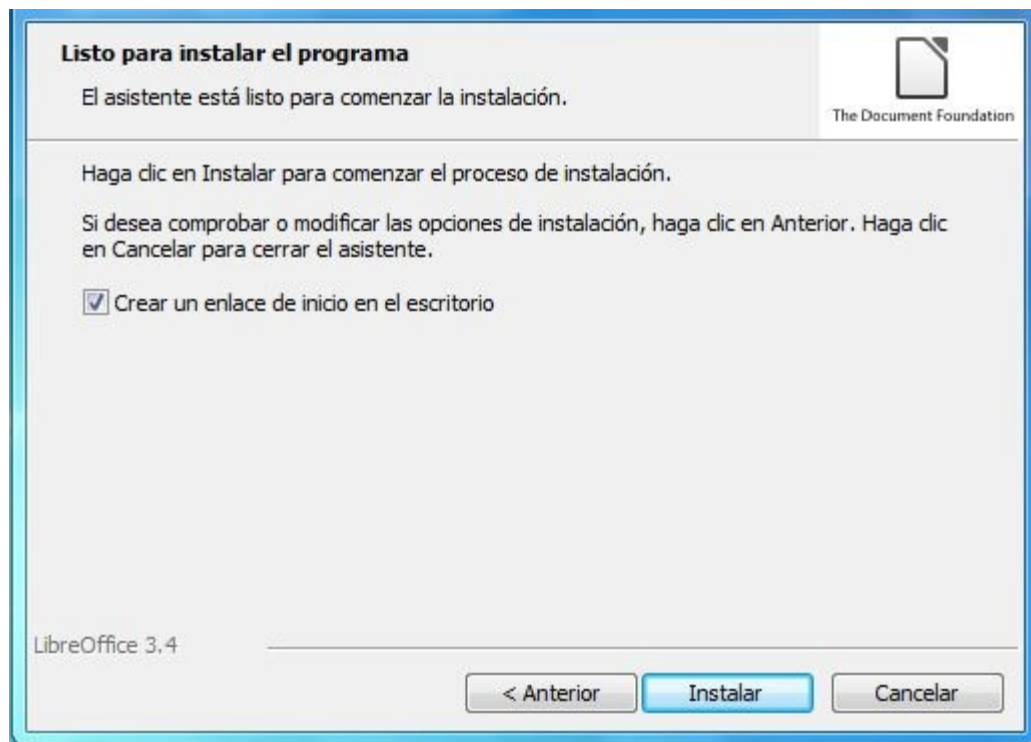 Listo para instalar el programa
El asistente está listo para comenzar la instalación.
The Document Foundation
Haga clic en Instalar para comenzar el proceso de instalación.
Si desea comprobar o modificar las opciones de instalación, haga clic en Anterior. Haga clic
en Cancelar para cerrar el asistente.
Crear un enlace de inicio en el escritorio
LibreOffice 3.4
< Anterior
Instalar
Cancelar